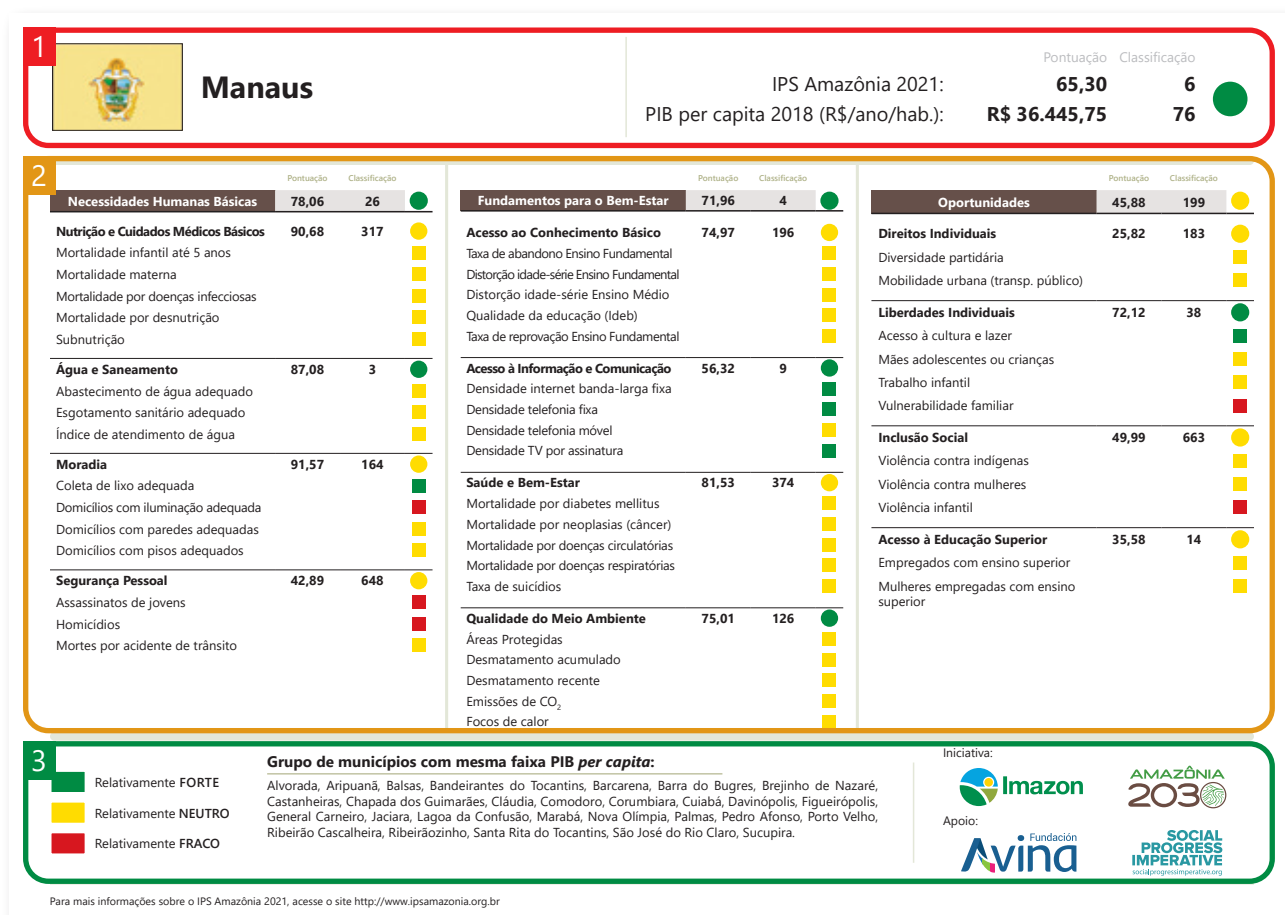 1
Manaus
Pontuação Classificação
IPS Amazônia 2021: 65,30 6
PIB per capita 2018 (R$/ano/hab.): R$ 36.445,75 76
2
Pontuação Classificação
Necessidades Humanas Básicas 78,06 26
Nutrição e Cuidados Médicos Básicos 90,68 317
Mortalidade infantil até 5 anos
Mortalidade materna
Mortalidade por doenças infecciosas
Mortalidade por desnutrição
Subnutrição
Água e Saneamento 87,08 3
Abastecimento de água adequado
Esgotamento sanitário adequado
Índice de atendimento de água
Moradia 91,57 164
Coleta de lixo adequada
Domicílios com iluminação adequada
Domicílios com paredes adequadas
Domicílios com pisos adequados
Segurança Pessoal 42,89 648
Assassinatos de jovens
Homicídios
Mortes por acidente de trânsito
Pontuação Classificação
Fundamentos para o Bem-Estar 71,96 4
Acesso ao Conhecimento Básico 74,97 196
Taxa de abandono Ensino Fundamental
Distorção idade-série Ensino Fundamental
Distorção idade-série Ensino Médio
Qualidade da educação (Ideb)
Taxa de reprovação Ensino Fundamental
Acesso à Informação e Comunicação 56,32 9
Densidade internet banda-larga fixa
Densidade telefonia fixa
Densidade telefonia móvel
Densidade TV por assinatura
Saúde e Bem-Estar 81,53 374
Mortalidade por diabetes mellitus
Mortalidade por neoplasias (câncer)
Mortalidade por doenças circulatórias
Mortalidade por doenças respiratórias
Taxa de suicídios
Qualidade do Meio Ambiente 75,01 126
Áreas Protegidas
Desmatamento acumulado
Desmatamento recente
Emissões de CO2
Focos de calor
Pontuação Classificação
Oportunidades 45,88 199
Direitos Individuais 25,82 183
Diversidade partidária
Mobilidade urbana (transp. público)
Liberdades Individuais 72,12 38
Acesso à cultura e lazer
Mães adolescentes ou crianças
Trabalho infantil
Vulnerabilidade familiar
Inclusão Social 49,99 663
Violência contra indígenas
Violência contra mulheres
Violência infantil
Acesso à Educação Superior 35,58 14
Empregados com ensino superior
Mulheres empregadas com ensino
superior
3
Relativamente FORTE
Relativamente NEUTRO
Relativamente FRACO
Grupo de municípios com mesma faixa PIB per capita:
Alvorada, Aripuanã, Balsas, Bandeirantes do Tocantins, Barcarena, Barra do Bugres, Brejinho de Nazaré,
Castanheiras, Chapada dos Guimarães, Cláudia, Comodoro, Corumbiara, Cuiabá, Davinópolis, Figueirópolis,
General Carneiro, Jaciara, Lagoa da Confusão, Marabá, Nova Olímpia, Palmas, Pedro Afonso, Porto Velho,
Ribeirão Cascalheira, Ribeirãozinho, Santa Rita do Tocantins, São José do Rio Claro, Sucupira.
Iniciativa:
Imazon
AMAZÔNIA
2030
Apoio:
Fundación
Avina
SOCIAL
PROGRESS
IMPERATIVE
socialprogressimperative.org
Para mais informações sobre o IPS Amazônia 2021, acesse o site http://www.ipsamazonia.org.br